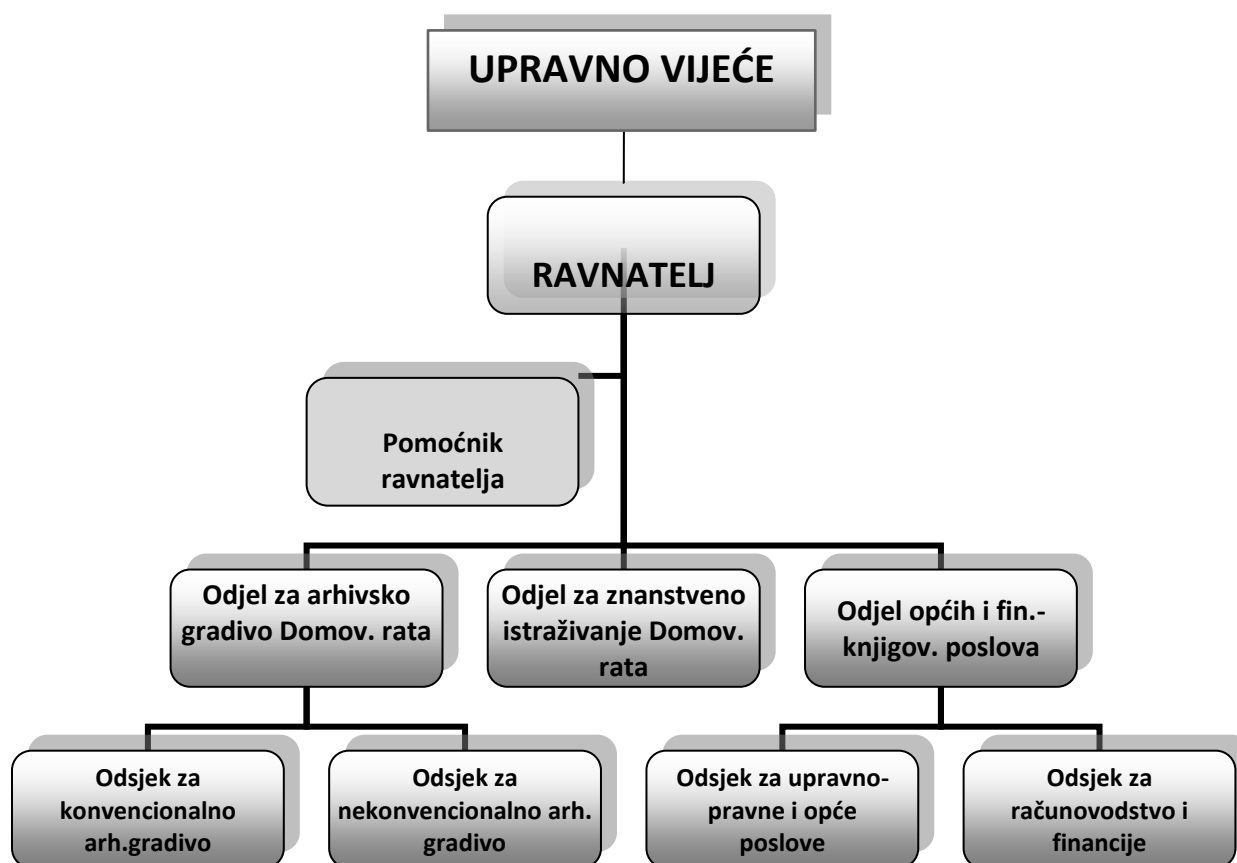 UPRAVNO VIJEĆE
RAVNATELJ
Pomoćnik
ravnatelja
Odjel za arhivsko
gradivo Domov. rata
Odjel za znanstveno
istraživanje Domov.
rata
Odjel općih i fin.-
knjigov. poslova
Odsjek za
konvencionalno
arh.gradivo
Odsjek za
nekonvencionalno arh.
gradivo
Odsjek za upravno-
pravne i opće
poslove
Odsjek za
računovodstvo i
financije